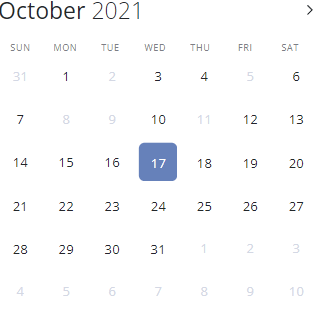 October 2021
SUN MON TUE WED THU FRI SAT
31 1 2 3 4 5 6
7 8 9 10 11 12 13
14 15 16 17 18 19 20
21 22 23 24 25 26 27
28 29 30 31 1 2 3
4 5 6 7 8 9 10